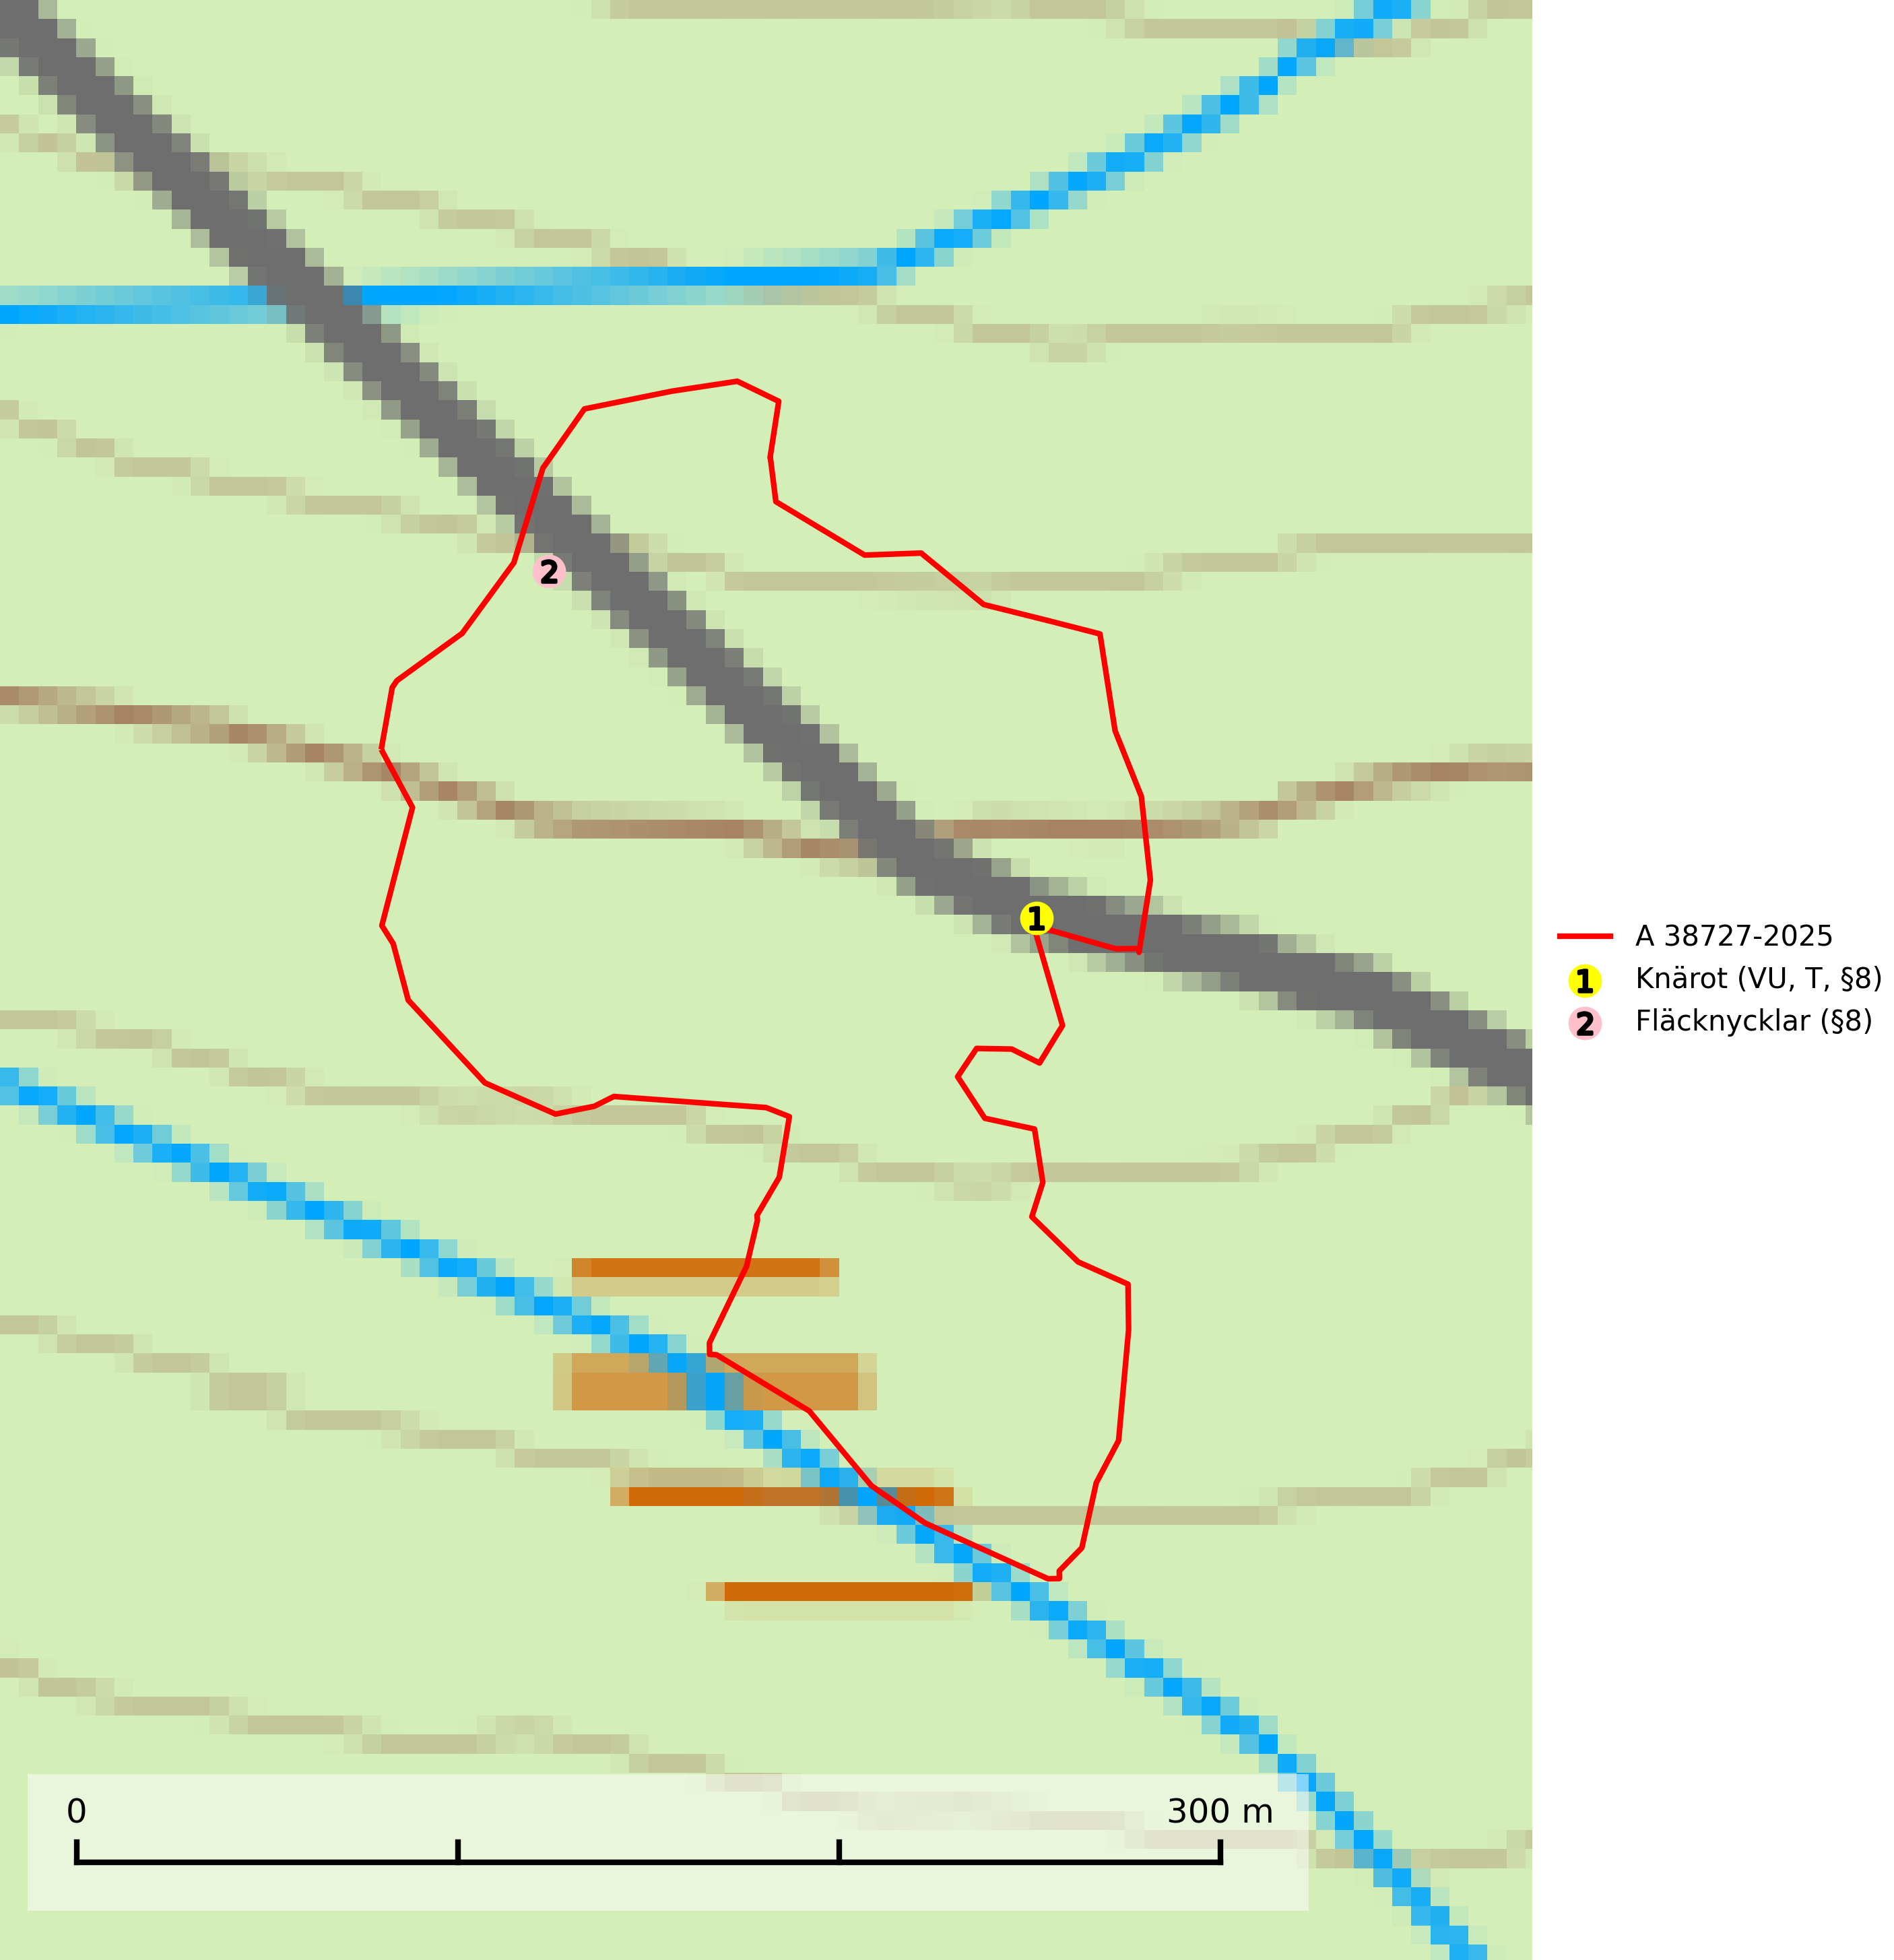 2
1
A 38727-2025
1 Knärot (VU, T, §8)
2 Fläcknycklar (§8)
0 300 m